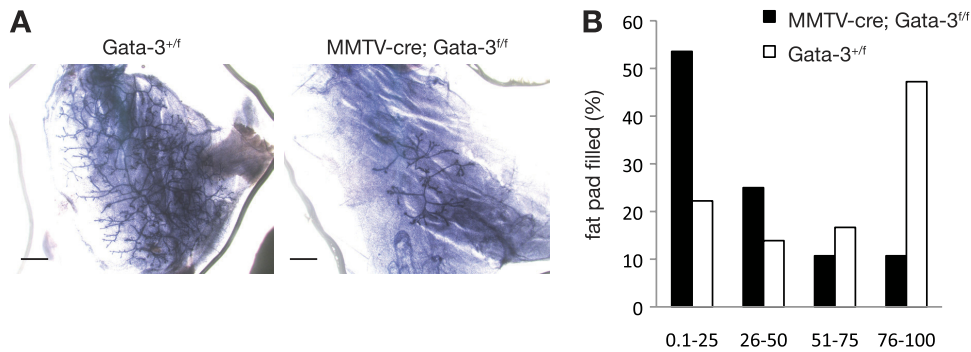 A
Gata-3+/f
MMTV-cre; Gata-3f/f
B
MMTV-cre; Gata-3f/f
Gata-3+/f
fat pad filled (%)
60
50
40
30
20
10
0
0.1-25
26-50
51-75
76-100